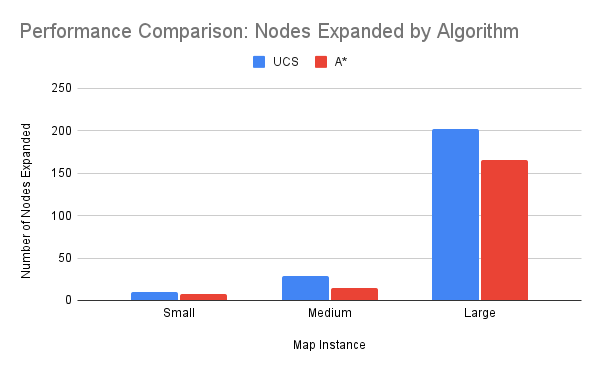 Performance Comparison: Nodes Expanded by Algorithm
UCS
A*
Number of Nodes Expanded
250
200
150
100
50
0
Small
Medium
Large
Map Instance